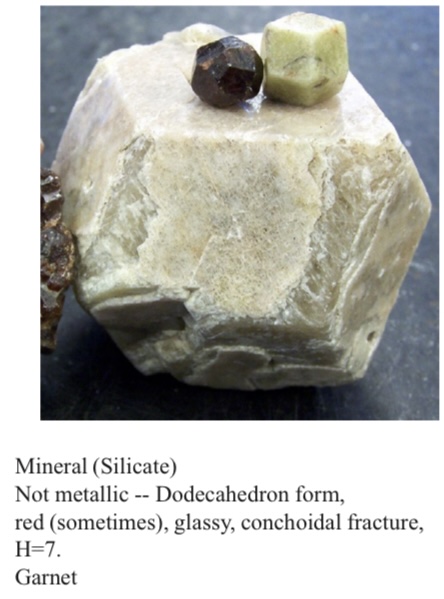 Mineral (Silicate)
Not metallic -- Dodecahedron form,
red (sometimes), glassy, conchoidal fracture,
H=7.
Garnet